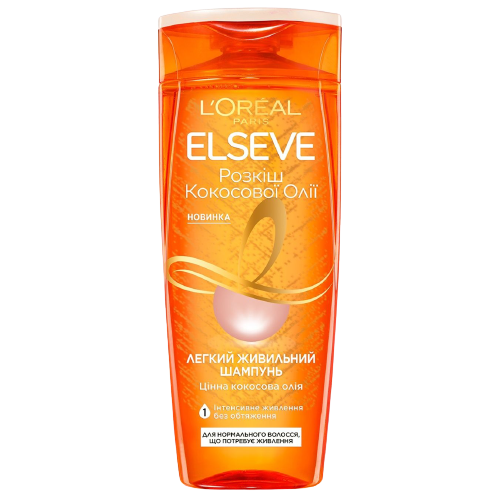 L'ORÉAL
PARIS
ELSEVE
Розкіш
Кокосової Олії
НОВИНКА
ЛЕГКИЙ ЖИВИЛЬНИЙ
ШАМПУНЬ
Цінна кокосова олія
1 Інтенсивне живлення
без обтяження
ДЛЯ НОРМАЛЬНОГО ВОЛОССЯ,
ЩО ПОТРЕБУЄ ЖИВЛЕННЯ